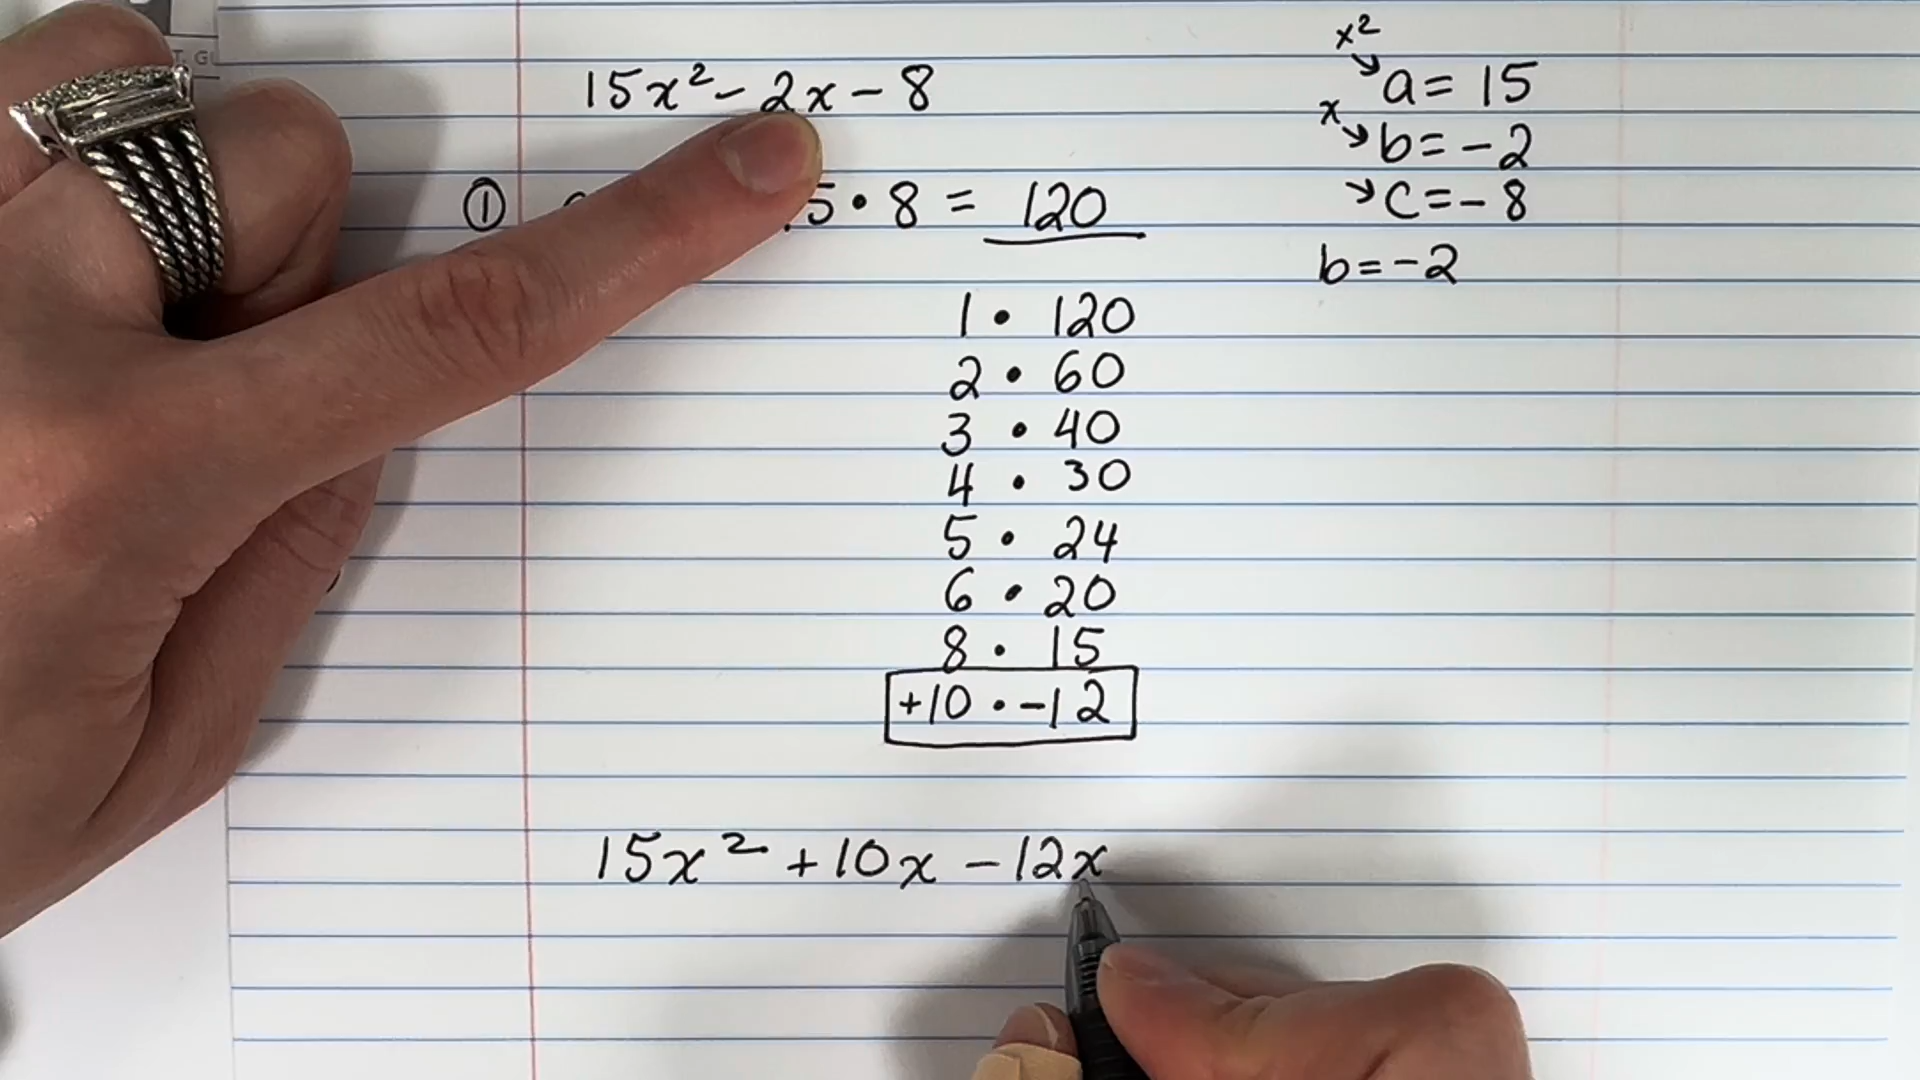 15x² - 2x - 8
① 5 • 8 = 120
1 • 120
2 • 60
3 • 40
4 • 30
5 • 24
6 • 20
8 • 15
+10 • -12
15x² + 10x - 12x
x²
↘ a = 15
x ↘ b = -2
↘ c = -8
b = -2